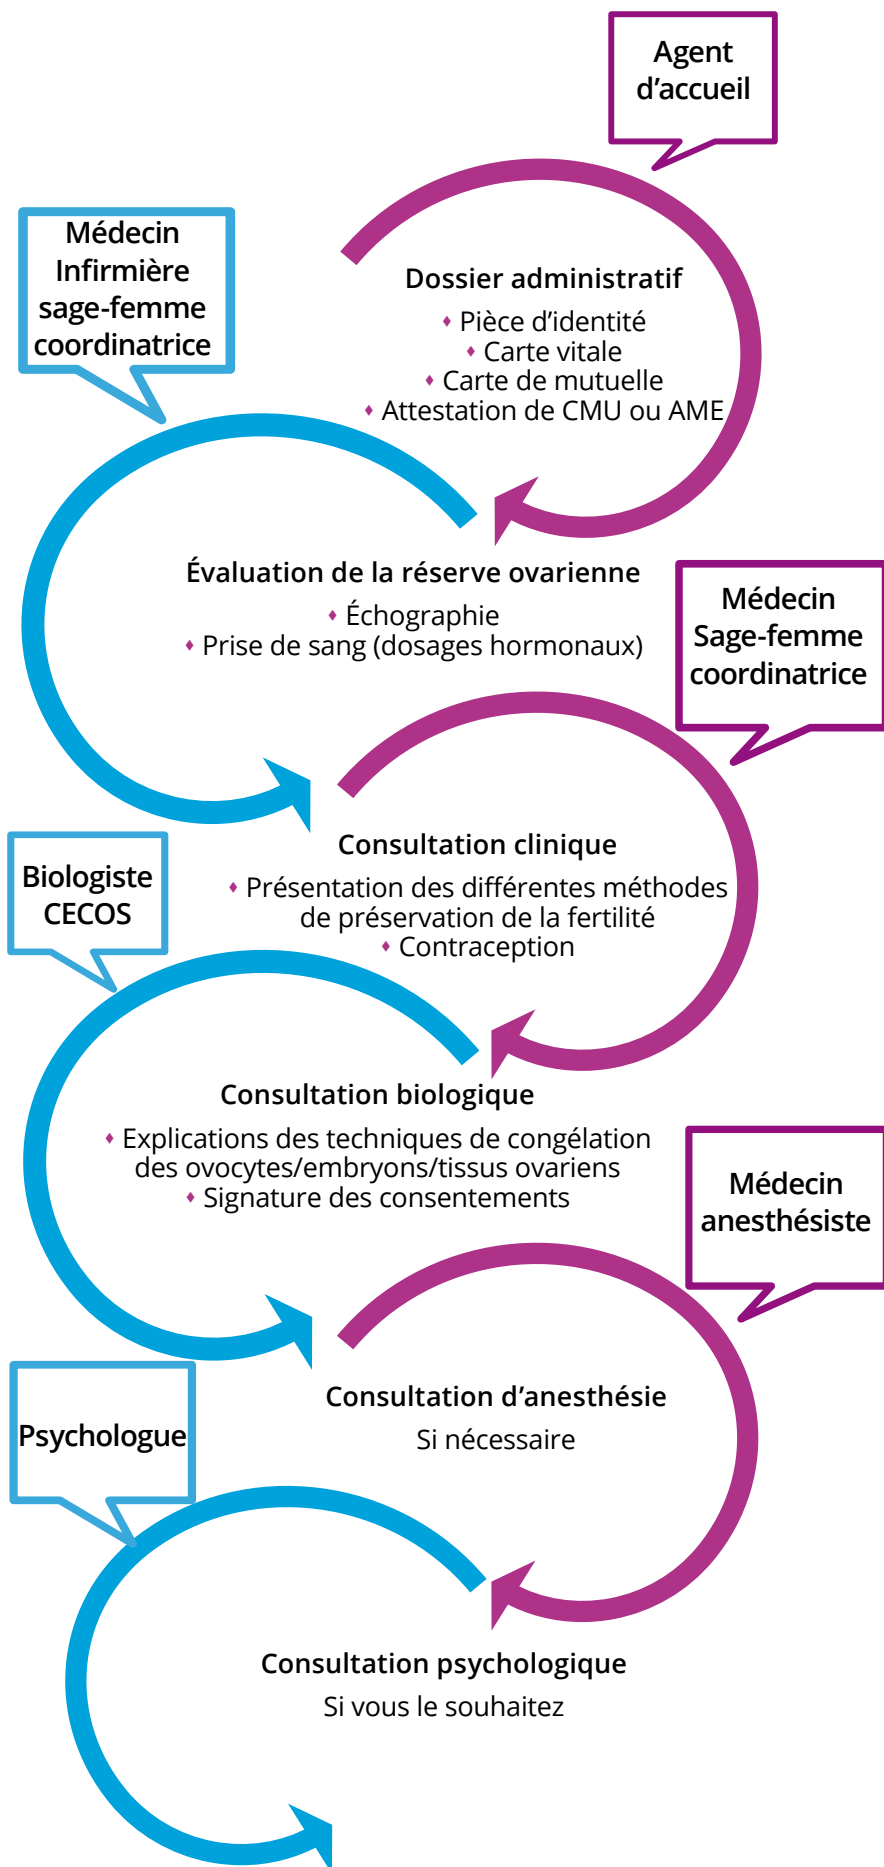 Agent
d’accueil
Dossier administratif
♦ Pièce d’identité
♦ Carte vitale
♦ Carte de mutuelle
♦ Attestation de CMU ou AME
Médecin
Infirmière
sage-femme
coordinatrice
Évaluation de la réserve ovarienne
♦ Échographie
♦ Prise de sang (dosages hormonaux)
Médecin
Sage-femme
coordinatrice
Consultation clinique
♦ Présentation des différentes méthodes
de préservation de la fertilité
♦ Contraception
Biologiste
CECOS
Consultation biologique
♦ Explications des techniques de congélation
des ovocytes/embryons/tissus ovariens
♦ Signature des consentements
Médecin
anesthésiste
Consultation d’anesthésie
Si nécessaire
Psychologue
Consultation psychologique
Si vous le souhaitez